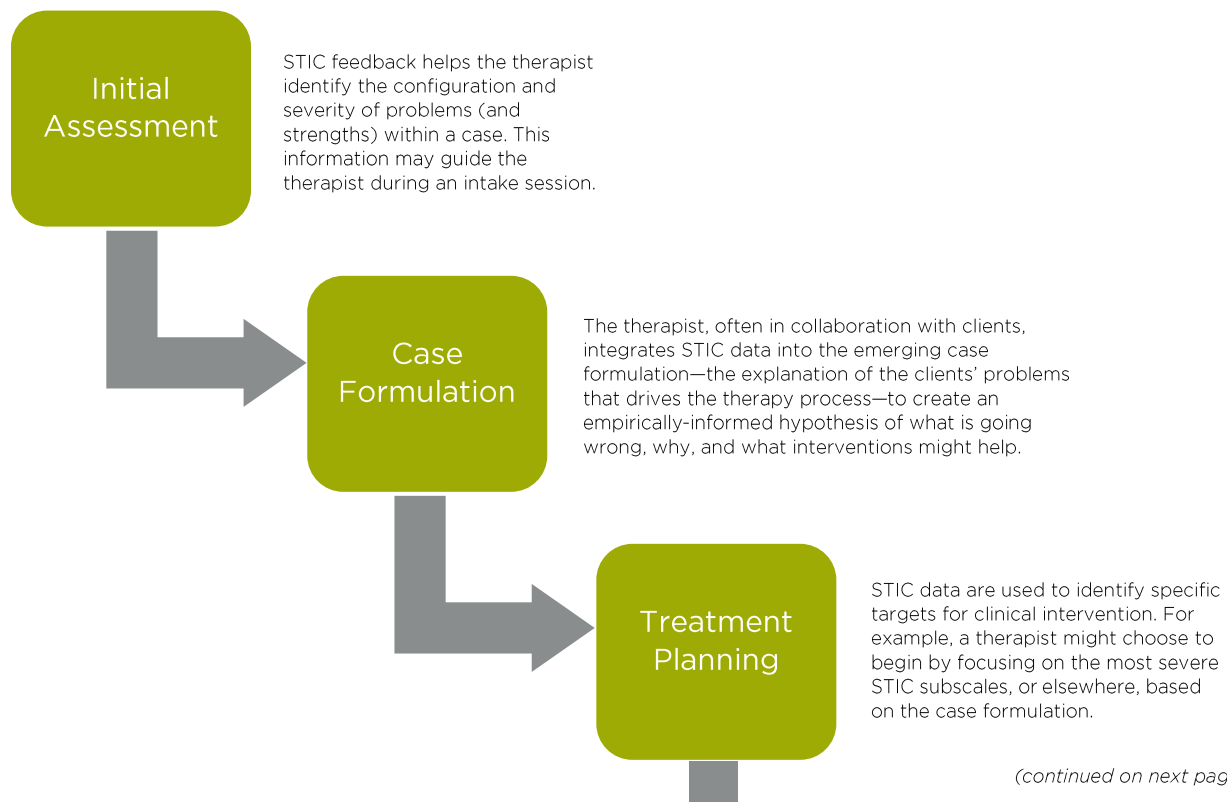 Initial
Assessment
STIC feedback helps the therapist
identify the configuration and
severity of problems (and
strengths) within a case. This
information may guide the
therapist during an intake session.
Case
Formulation
The therapist, often in collaboration with clients,
integrates STIC data into the emerging case
formulation—the explanation of the clients’ problems
that drives the therapy process—to create an
empirically-informed hypothesis of what is going
wrong, why, and what interventions might help.
Treatment
Planning
STIC data are used to identify specific
targets for clinical intervention. For
example, a therapist might choose to
begin by focusing on the most severe
STIC subscales, or elsewhere, based
on the case formulation.
(continued on next pag